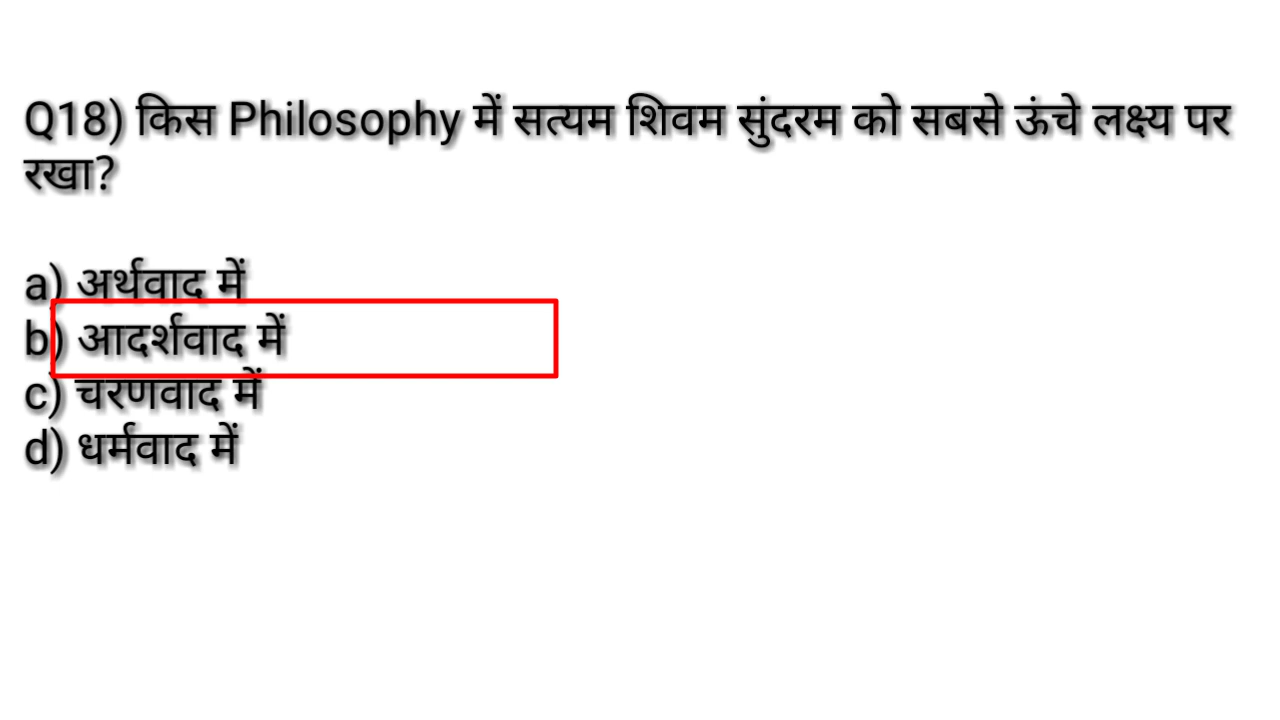 Q18) किस Philosophy में सत्यम शिवम सुंदरम को सबसे ऊंचे लक्ष्य पर
रखा?
a) अर्थवाद में
b) आदर्शवाद में
c) चरणवाद में
d) धर्मवाद में